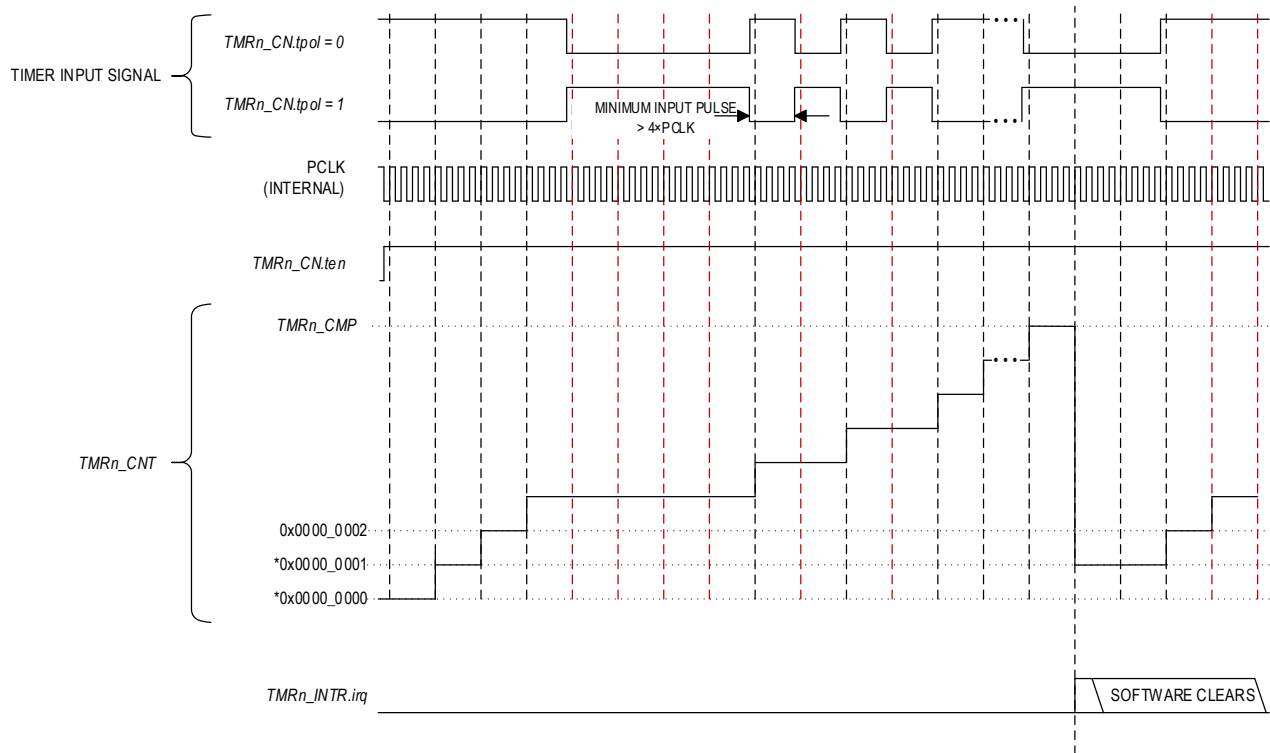 TMRn_CN.tpol = 0
TIMER INPUT SIGNAL
TMRn_CN.tpol = 1
MINIMUM INPUT PULSE
> 4×PCLK
PCLK
(INTERNAL)
TMRn_CN.ten
TMRn_CMP
TMRn_CNT
0x0000_0002
*0x0000_0001
*0x0000_0000
TMRn_INTR.irq
SOFTWARE CLEARS